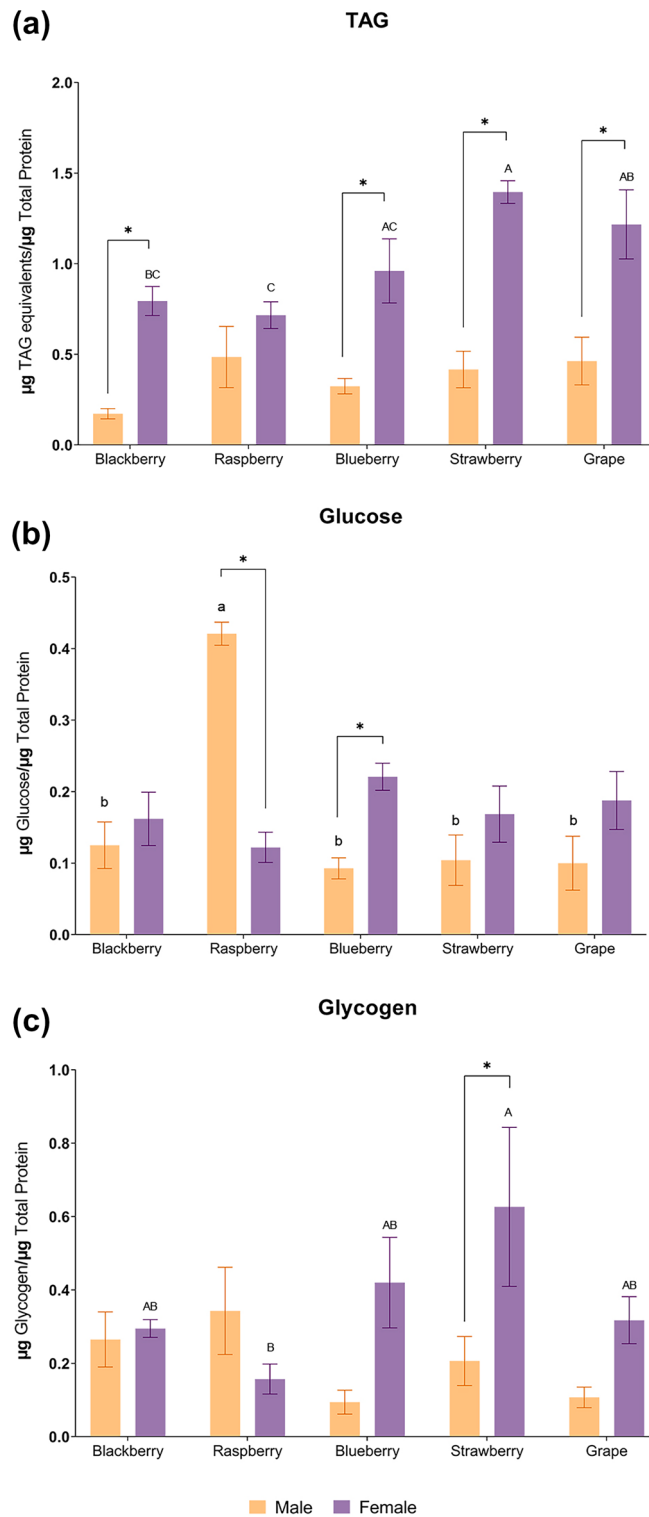 (a)
TAG
µg TAG equivalents/µg Total Protein
2.0
1.5
1.0
0.5
0.0
*
*
*
*
BC
C
AC
A
AB
Blackberry Raspberry Blueberry Strawberry Grape
(b)
Glucose
µg Glucose/µg Total Protein
0.5
0.4
0.3
0.2
0.1
0.0
*
*
b
a
b
b
b
Blackberry Raspberry Blueberry Strawberry Grape
(c)
Glycogen
µg Glycogen/µg Total Protein
1.0
0.8
0.6
0.4
0.2
0.0
*
AB
B
AB
A
AB
Blackberry Raspberry Blueberry Strawberry Grape
Male Female